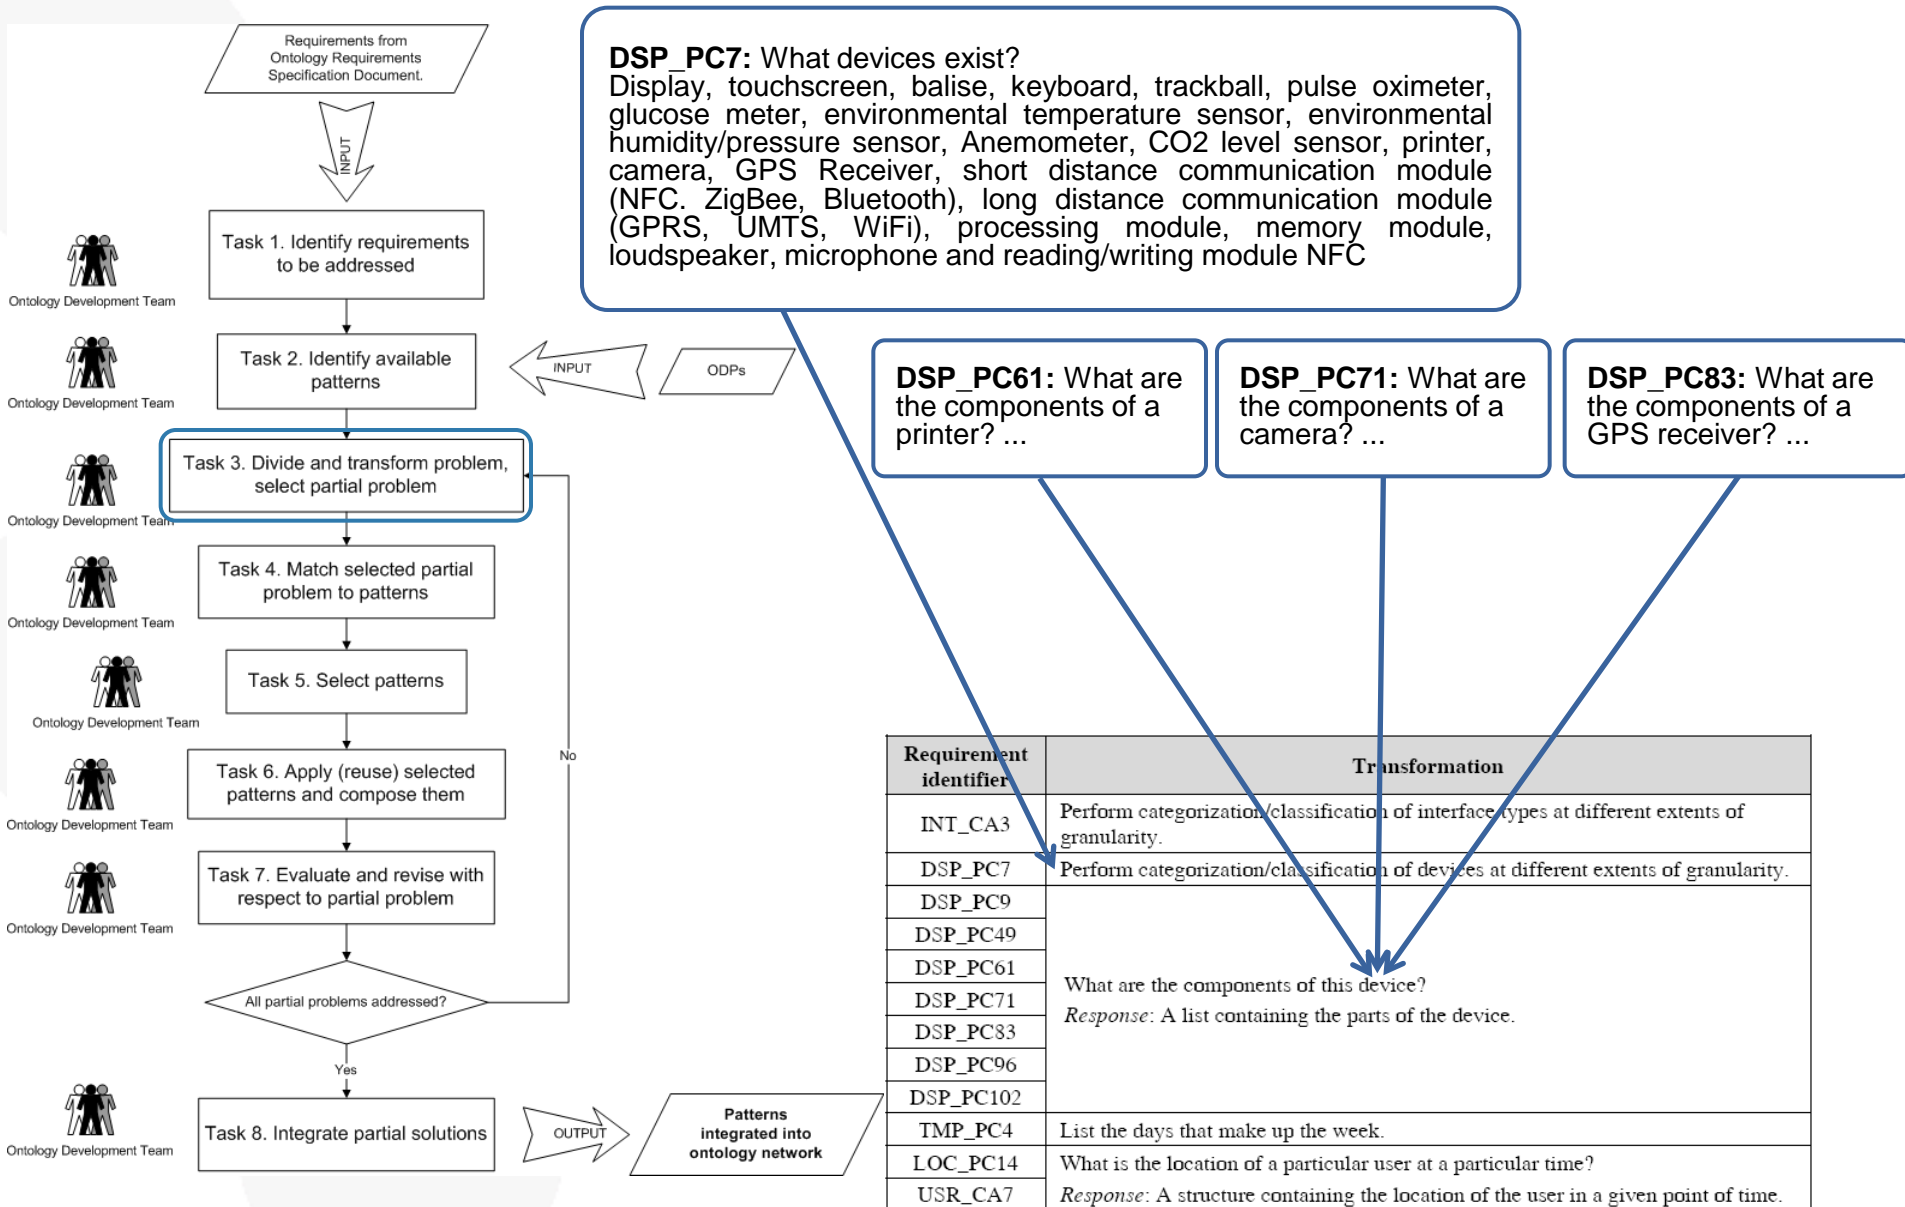 Requirements from
Ontology Requirements
Specification Document.
INPUT
Task 1. Identify requirements
to be addressed
Ontology Development Team
Task 2. Identify available
patterns
Ontology Development Team
INPUT
ODPs
Task 3. Divide and transform problem,
select partial problem
Ontology Development Team
Task 4. Match selected partial
problem to patterns
Ontology Development Team
Task 5. Select patterns
Ontology Development Team
No
Task 6. Apply (reuse) selected
patterns and compose them
Ontology Development Team
Task 7. Evaluate and revise with
respect to partial problem
Ontology Development Team
All partial problems addressed?
Yes
Task 8. Integrate partial solutions
Ontology Development Team
OUTPUT
Patterns
integrated into
ontology network
DSP_PC7: What devices exist?
Display, touchscreen, balise, keyboard, trackball, pulse oximeter,
glucose meter, environmental temperature sensor, environmental
humidity/pressure sensor, Anemometer, CO2 level sensor, printer,
camera, GPS Receiver, short distance communication module
(NFC. ZigBee, Bluetooth), long distance communication module
(GPRS, UMTS, WiFi), processing module, memory module,
loudspeaker, microphone and reading/writing module NFC
DSP_PC61: What are
the components of a
printer? ...
DSP_PC71: What are
the components of a
camera? ...
DSP_PC83: What are
the components of a
GPS receiver? ...
Requirement
identifier
Transformation
INT_CA3
Perform categorization/classification of interface types at different extents of
granularity.
DSP_PC7
Perform categorization/classification of devices at different extents of granularity.
DSP_PC9
DSP_PC49
DSP_PC61
DSP_PC71
DSP_PC83
DSP_PC96
DSP_PC102
What are the components of this device?
Response: A list containing the parts of the device.
TMP_PC4
List the days that make up the week.
LOC_PC14
What is the location of a particular user at a particular time?
USR_CA7
Response: A structure containing the location of the user in a given point of time.